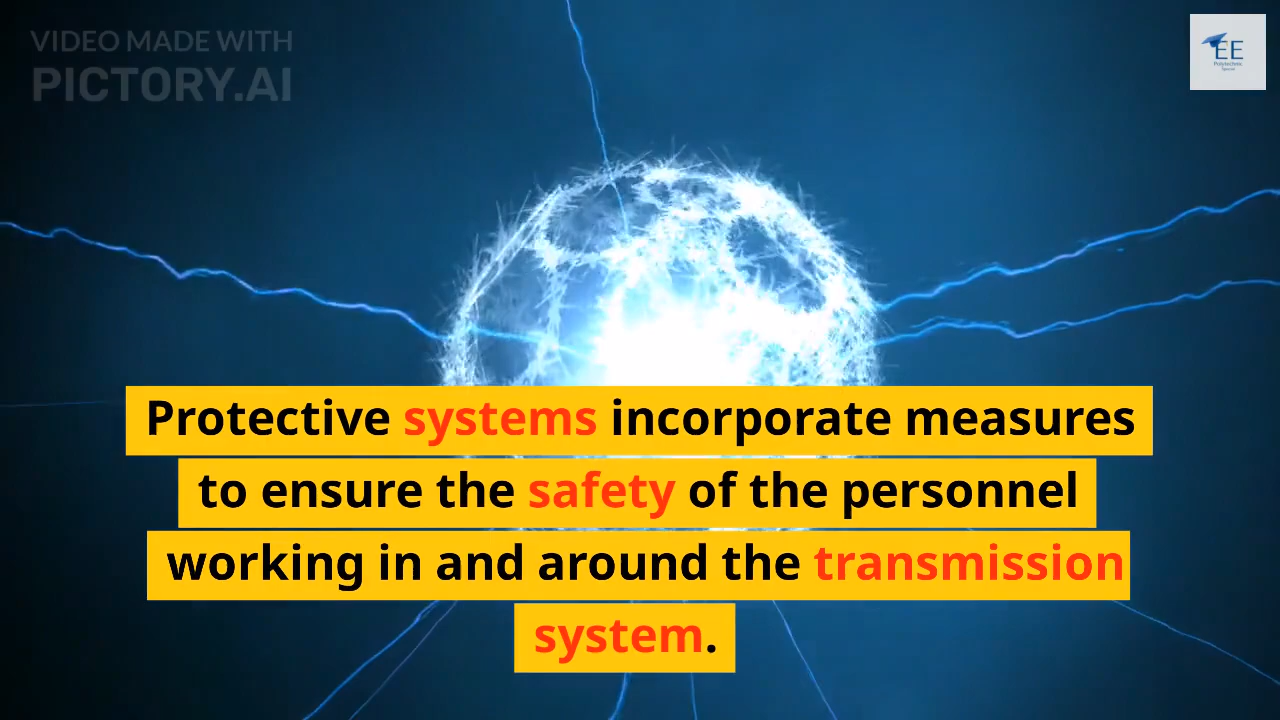 VIDEO MADE WITH
PICTORY.AI
EE
Polytechnic
Protective systems incorporate measures
to ensure the safety of the personnel
working in and around the transmission
system.